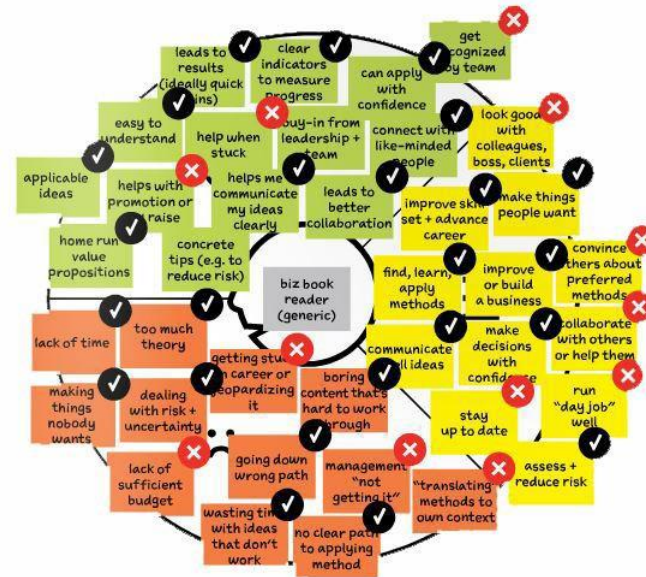 get
recognized
by team
leads to
results
(ideally quick
wins)
clear
indicators
to measure
progress
can apply
with
confidence
easy to
understand
help when
stuck
buy-in from
leadership +
team
connect with
like-minded
people
look good
with
colleagues,
boss, clients
applicable
ideas
helps with
promotion or
raise
helps me
communicate
my ideas
clearly
leads to
better
collaboration
improve skill
set + advance
career
make things
people want
home run
value
propositions
concrete
tips (e.g. to
reduce risk)
biz book
reader
(generic)
find, learn,
apply
methods
improve
or build
a business
convince
others about
preferred
methods
lack of time
too much
theory
getting stuck
in career or
jeopardizing
it
boring
content that's
hard to work
through
communicate
sell ideas
make
decisions
with
confidence
collaborate
with others
or help them
making
things
nobody
wants
dealing
with risk +
uncertainty
stay
up to date
run
"day job"
well
lack of
sufficient
budget
going down
wrong path
management
"not
getting it"
"translating"
methods to
own context
assess +
reduce risk
wasting time
with ideas
that don't
work
no clear path
to applying
method